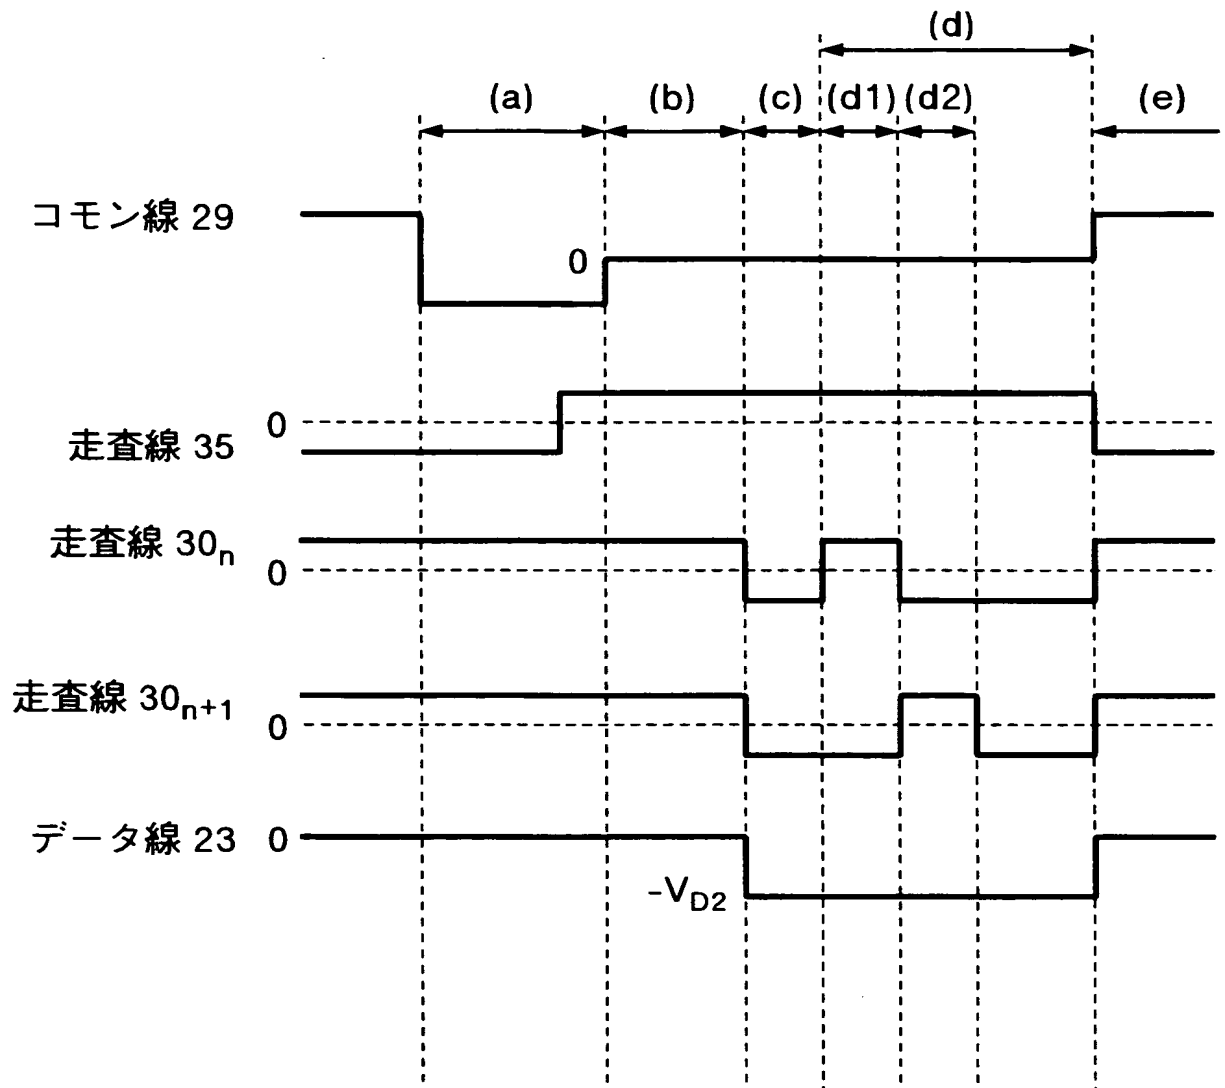 (d)
(a) (b) (c) (d1) (d2) (e)
コモン線 29
0
0
走査線 35
走査線 30n
0
走査線 30n+1
0
データ線 23 0
-VD2